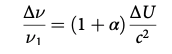 Δν/ν₁ = (1 + α) ΔU/c²